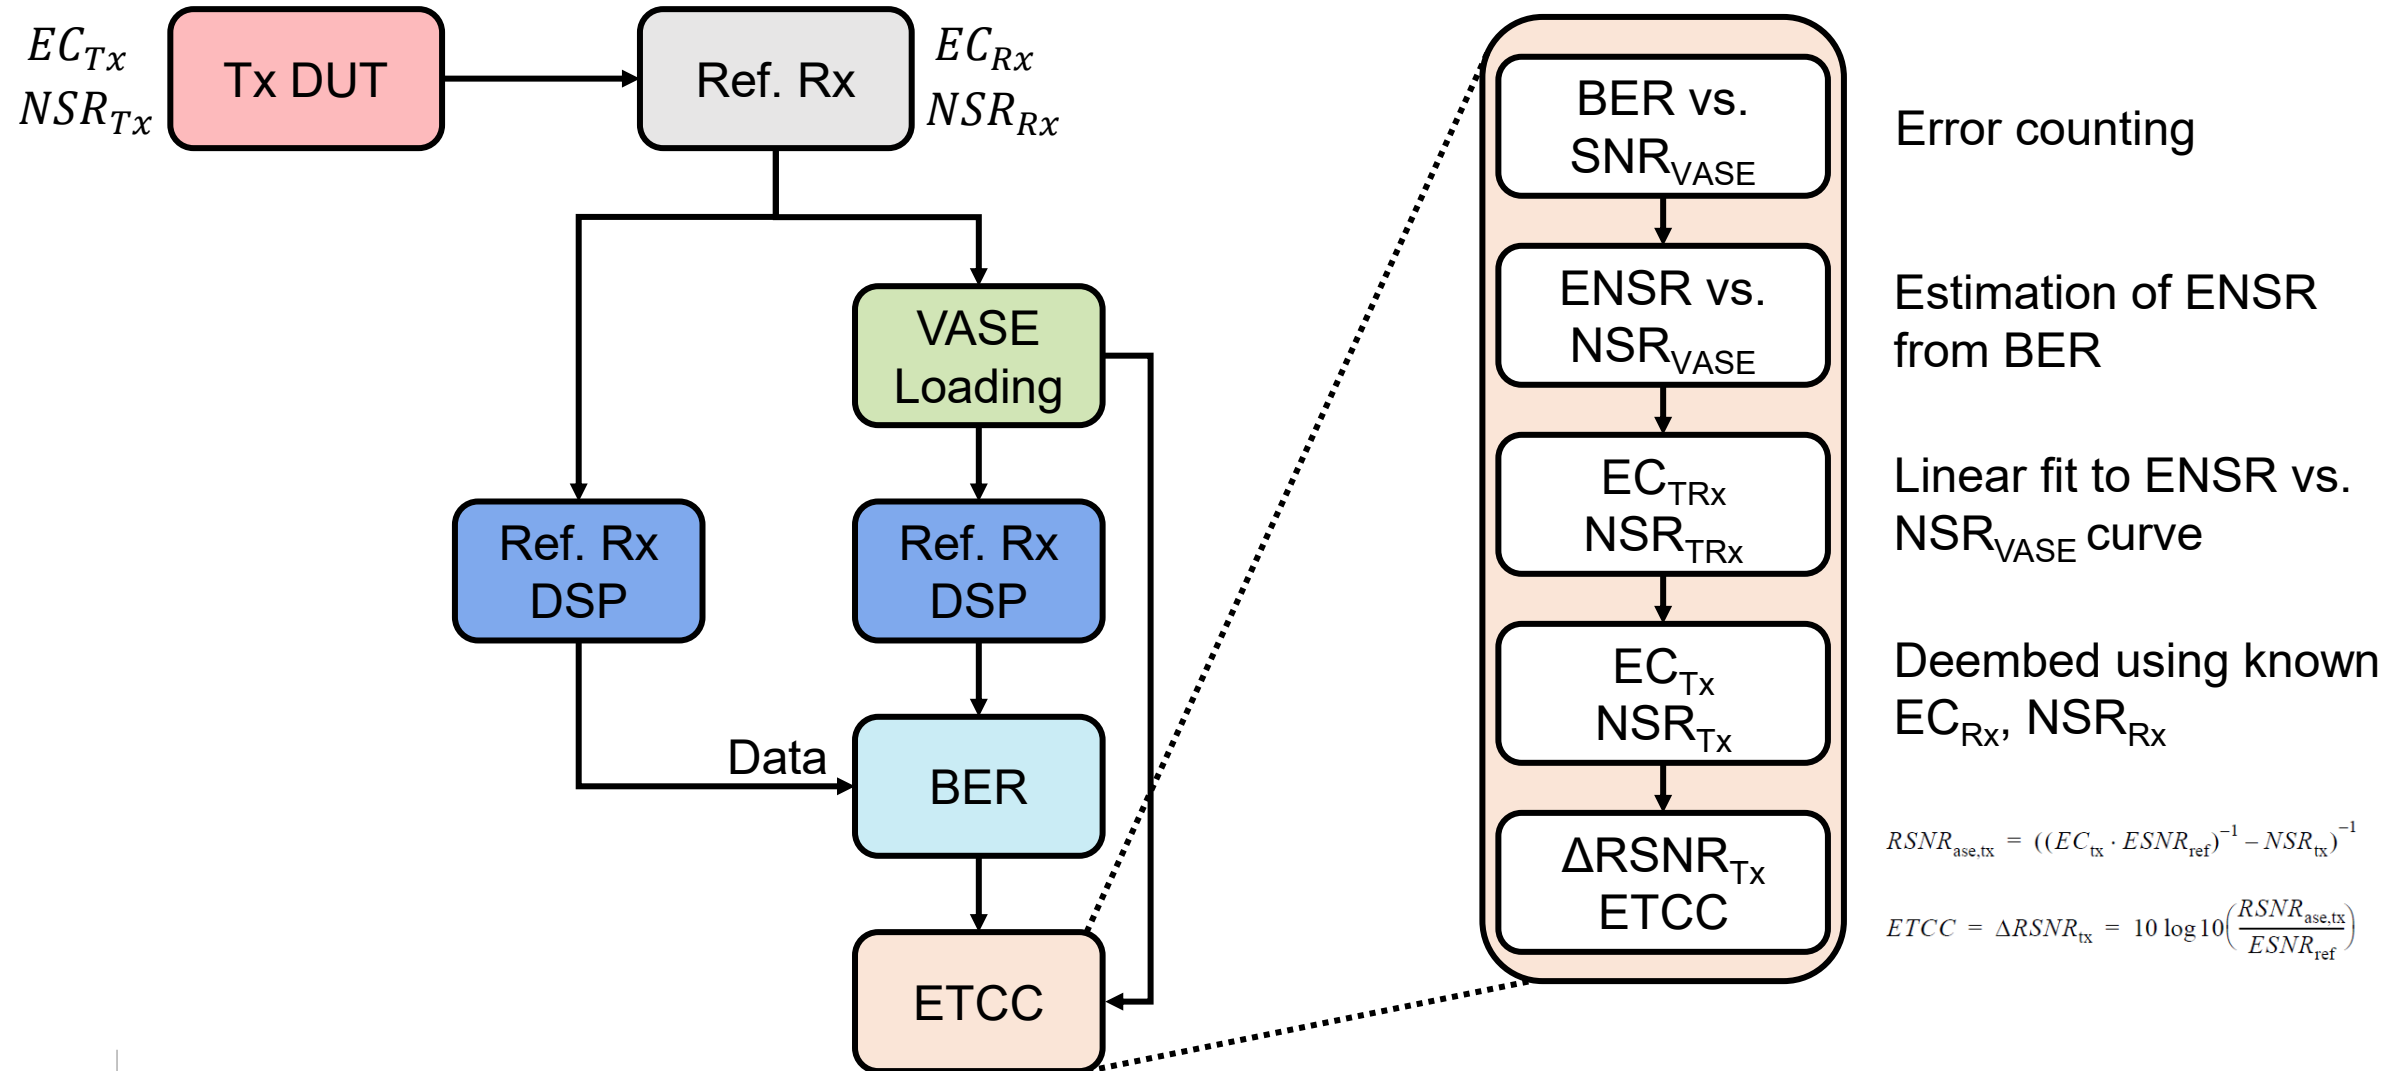 EC_Tx
NSR_Tx
Tx DUT
Ref. Rx
EC_Rx
NSR_Rx
VASE
Loading
Ref. Rx
DSP
Ref. Rx
DSP
Data
BER
ETCC
BER vs.
SNR_VASE
Error counting
ENSR vs.
NSR_VASE
Estimation of ENSR
from BER
EC_TRx
NSR_TRx
Linear fit to ENSR vs.
NSR_VASE curve
EC_Tx
NSR_Tx
Deembed using known
EC_Rx, NSR_Rx
ΔRSNR_Tx
ETCC
RSNR_ase,tx = ((EC_tx · ESNR_ref)^−1 − NSR_tx)^−1
ETCC = ΔRSNR_tx = 10 log10(RSNR_ase,tx / ESNR_ref)